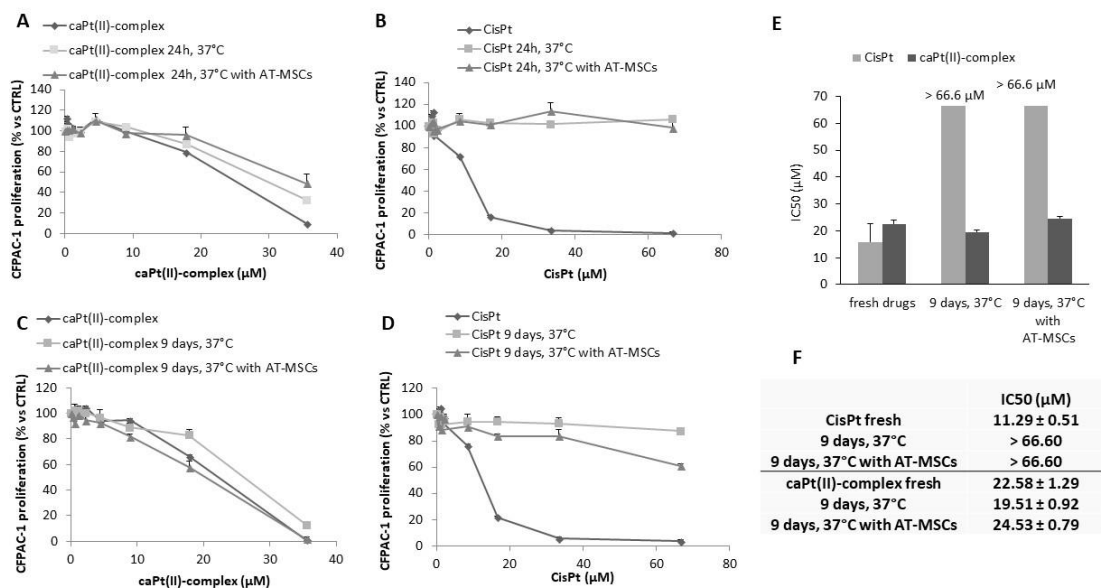 A
caPt(II)-complex
caPt(II)-complex 24h, 37°C
caPt(II)-complex 24h, 37°C with AT-MSCs
CFPAC-1 proliferation (% vs CTRL)
140
120
100
80
60
40
20
0
0 10 20 30 40
caPt(II)-complex (µM)
B
CisPt
CisPt 24h, 37°C
CisPt 24h, 37°C with AT-MSCs
CFPAC-1 proliferation (% vs CTRL)
140
120
100
80
60
40
20
0
0 20 40 60 80
CisPt (µM)
C
caPt(II)-complex
caPt(II)-complex 9 days, 37°C
caPt(II)-complex 9 days, 37°C with AT-MSCs
CFPAC-1 proliferation (% vs CTRL)
120
100
80
60
40
20
0
0 10 20 30 40
caPt(II)-complex (µM)
D
CisPt
CisPt 9 days, 37°C
CisPt 9 days, 37°C with AT-MSCs
CFPAC-1 proliferation (% vs CTRL)
120
100
80
60
40
20
0
0 20 40 60 80
CisPt (µM)
E
CisPt caPt(II)-complex
> 66.6 µM
> 66.6 µM
IC50 (µM)
70
60
50
40
30
20
10
0
fresh drugs
9 days, 37°C
9 days, 37°C
with
AT-MSCs
F
IC50 (µM)
CisPt fresh 11.29 ± 0.51
9 days, 37°C > 66.60
9 days, 37°C with AT-MSCs > 66.60
caPt(II)-complex fresh 22.58 ± 1.29
9 days, 37°C 19.51 ± 0.92
9 days, 37°C with AT-MSCs 24.53 ± 0.79